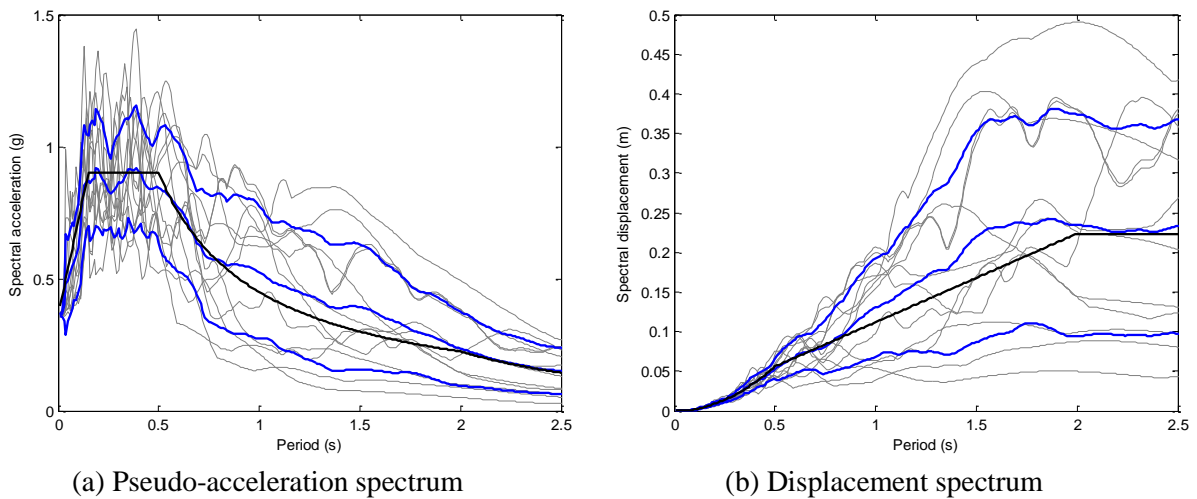 1.5
1
0.5
0
Spectral acceleration (g)
0 0.5 1 1.5 2 2.5
Period (s)
(a) Pseudo-acceleration spectrum
0.5
0.45
0.4
0.35
0.3
0.25
0.2
0.15
0.1
0.05
0
Spectral displacement (m)
0 0.5 1 1.5 2 2.5
Period (s)
(b) Displacement spectrum